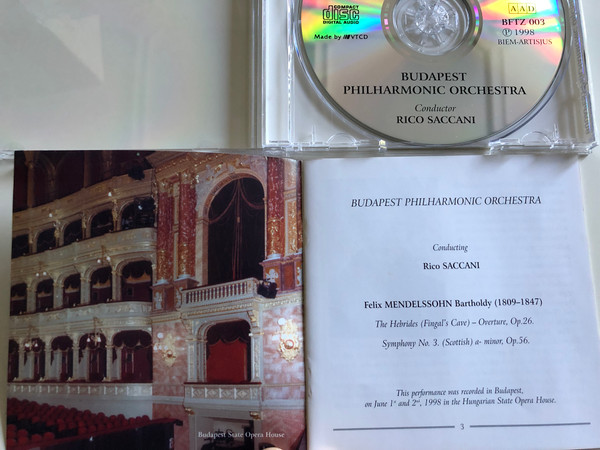 COMPACT
disc
DIGITAL AUDIO
Made by VTCD
AAD
BFTZ 003
Ⓟ 1998
BIEM-ARTISJUS
BUDAPEST
PHILHARMONIC ORCHESTRA
Conductor
RICO SACCANI
Budapest State Opera House
BUDAPEST PHILHARMONIC ORCHESTRA
Conducting
Rico SACCANI
Felix MENDELSSOHN Bartholdy (1809–1847)
The Hebrides (Fingal's Cave) – Overture, Op.26.
Symphony No. 3. (Scottish) a- minor, Op.56.
This performance was recorded in Budapest,
on June 1st and 2nd, 1998 in the Hungarian State Opera House.
3